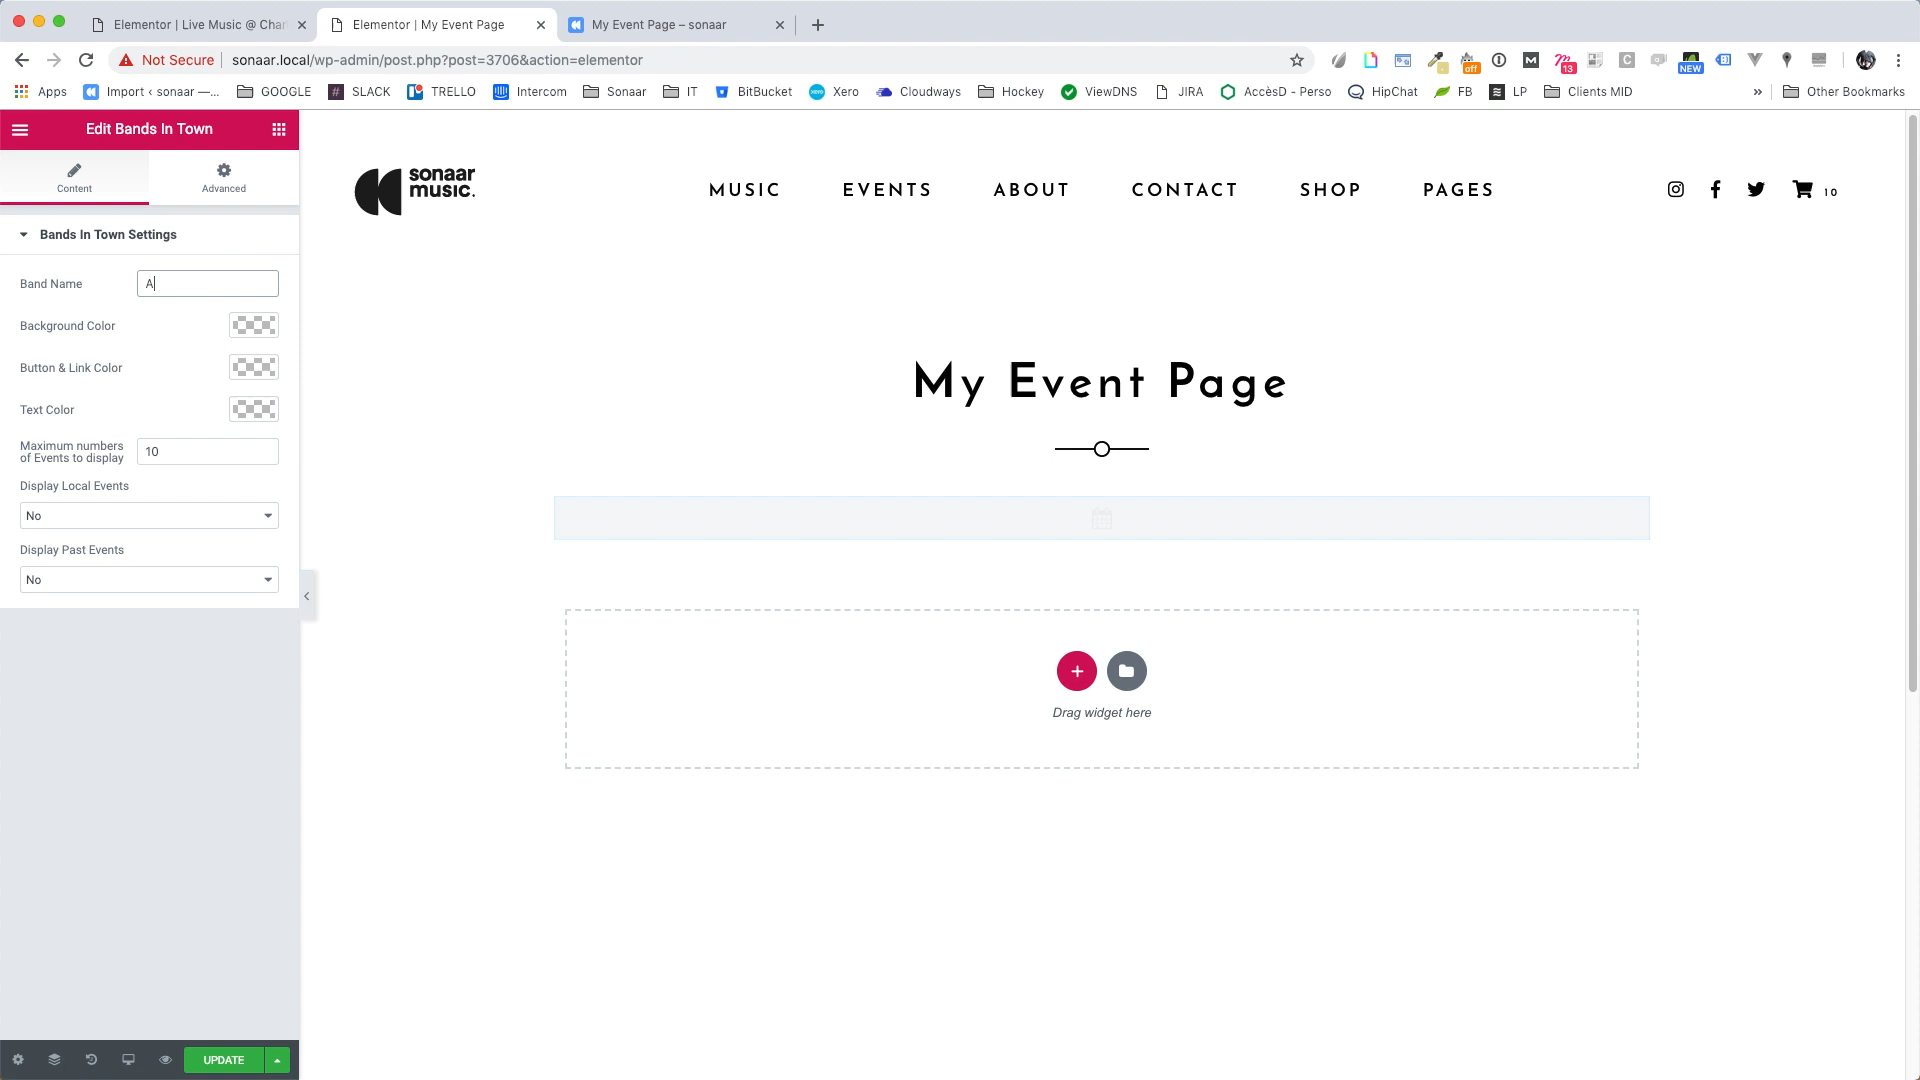 Elementor | Live Music @ Char
Elementor | My Event Page
My Event Page – sonaar
Not Secure
sonaar.local/wp-admin/post.php?post=3706&action=elementor
off
13
NEW
Apps
Import ‹ sonaar —...
GOOGLE
SLACK
TRELLO
Intercom
Sonaar
IT
BitBucket
Xero
Cloudways
Hockey
ViewDNS
JIRA
AccèsD - Perso
HipChat
FB
LP
Clients MID
»
Other Bookmarks
Edit Bands In Town
Content
Advanced
Bands In Town Settings
Band Name
A
Background Color
Button & Link Color
Text Color
Maximum numbers
of Events to display
10
Display Local Events
No
Display Past Events
No
UPDATE
sonaar
music.
MUSIC
EVENTS
ABOUT
CONTACT
SHOP
PAGES
10
My Event Page
Drag widget here